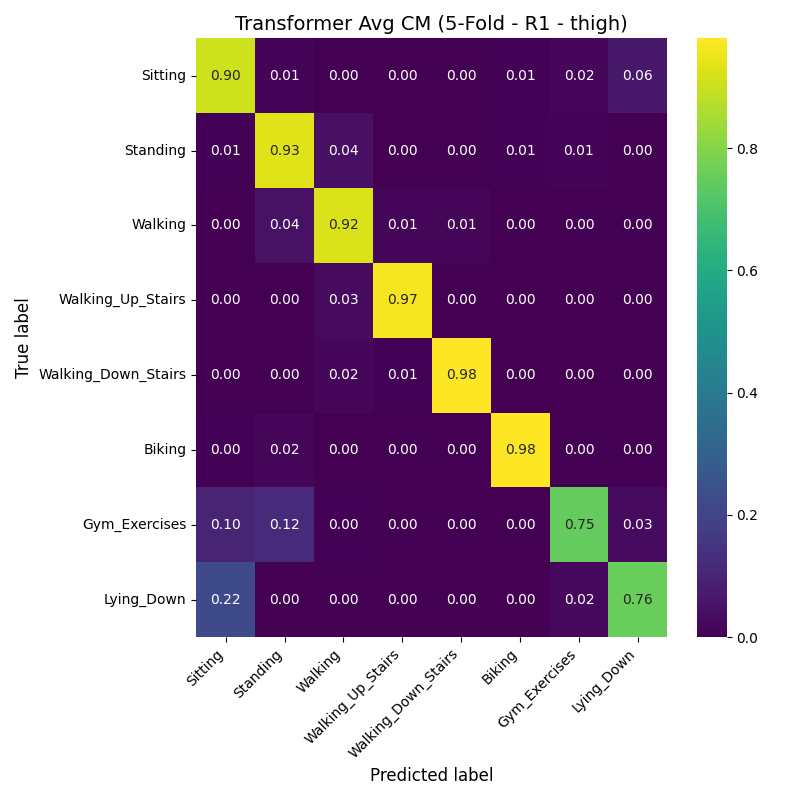 Transformer Avg CM (5-Fold - R1 - thigh)
True label
Sitting 0.90 0.01 0.00 0.00 0.00 0.01 0.02 0.06
Standing 0.01 0.93 0.04 0.00 0.00 0.01 0.01 0.00
Walking 0.00 0.04 0.92 0.01 0.01 0.00 0.00 0.00
Walking_Up_Stairs 0.00 0.00 0.03 0.97 0.00 0.00 0.00 0.00
Walking_Down_Stairs 0.00 0.00 0.02 0.01 0.98 0.00 0.00 0.00
Biking 0.00 0.02 0.00 0.00 0.00 0.98 0.00 0.00
Gym_Exercises 0.10 0.12 0.00 0.00 0.00 0.00 0.75 0.03
Lying_Down 0.22 0.00 0.00 0.00 0.00 0.00 0.02 0.76
Sitting Standing Walking Walking_Up_Stairs Walking_Down_Stairs Biking Gym_Exercises Lying_Down
Predicted label
0.8
0.6
0.4
0.2
0.0